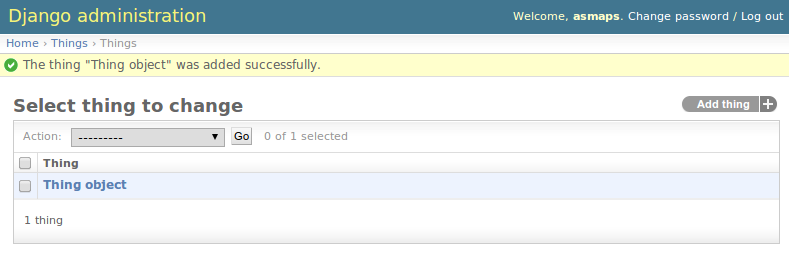 Django administration
Welcome, asmaps. Change password / Log out
Home › Things › Things
The thing "Thing object" was added successfully.
Select thing to change
Add thing +
Action: --------- Go 0 of 1 selected
Thing
Thing object
1 thing